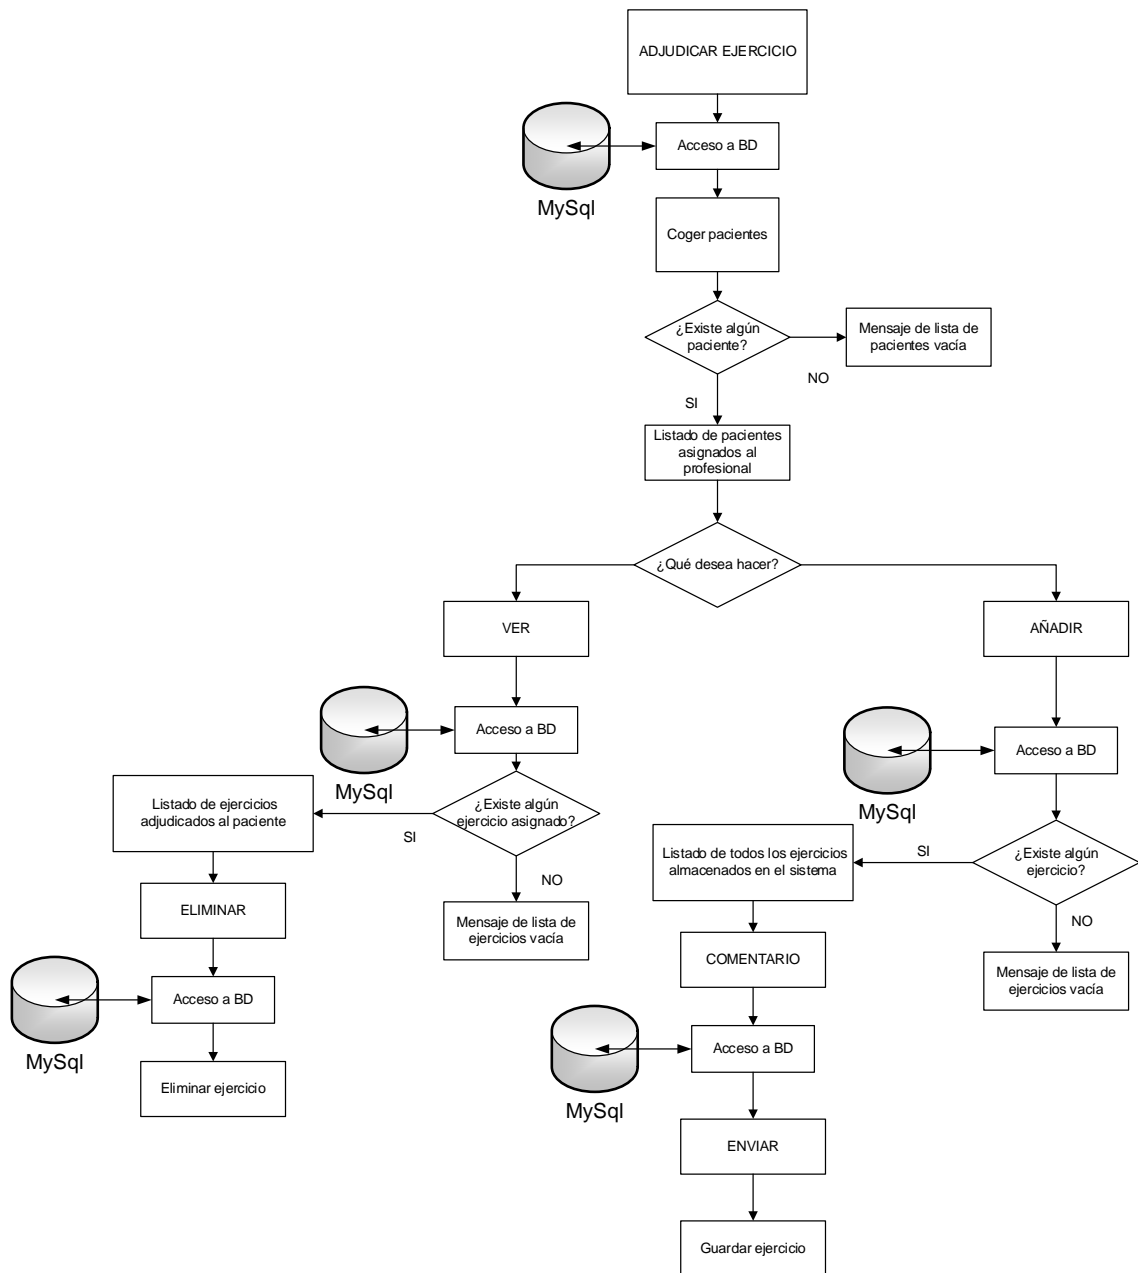 ADJUDICAR EJERCICIO
Acceso a BD
MySql
Coger pacientes
¿Existe algún
paciente?
Mensaje de lista de
pacientes vacía
NO
SI
Listado de pacientes
asignados al
profesional
¿Qué desea hacer?
VER
AÑADIR
Acceso a BD
MySql
Acceso a BD
MySql
Listado de ejercicios
adjudicados al paciente
¿Existe algún
ejercicio asignado?
SI
NO
Mensaje de lista de
ejercicios vacía
Listado de todos los ejercicios
almacenados en el sistema
SI
¿Existe algún
ejercicio?
NO
Mensaje de lista de
ejercicios vacía
ELIMINAR
Acceso a BD
MySql
Eliminar ejercicio
COMENTARIO
Acceso a BD
MySql
ENVIAR
Guardar ejercicio